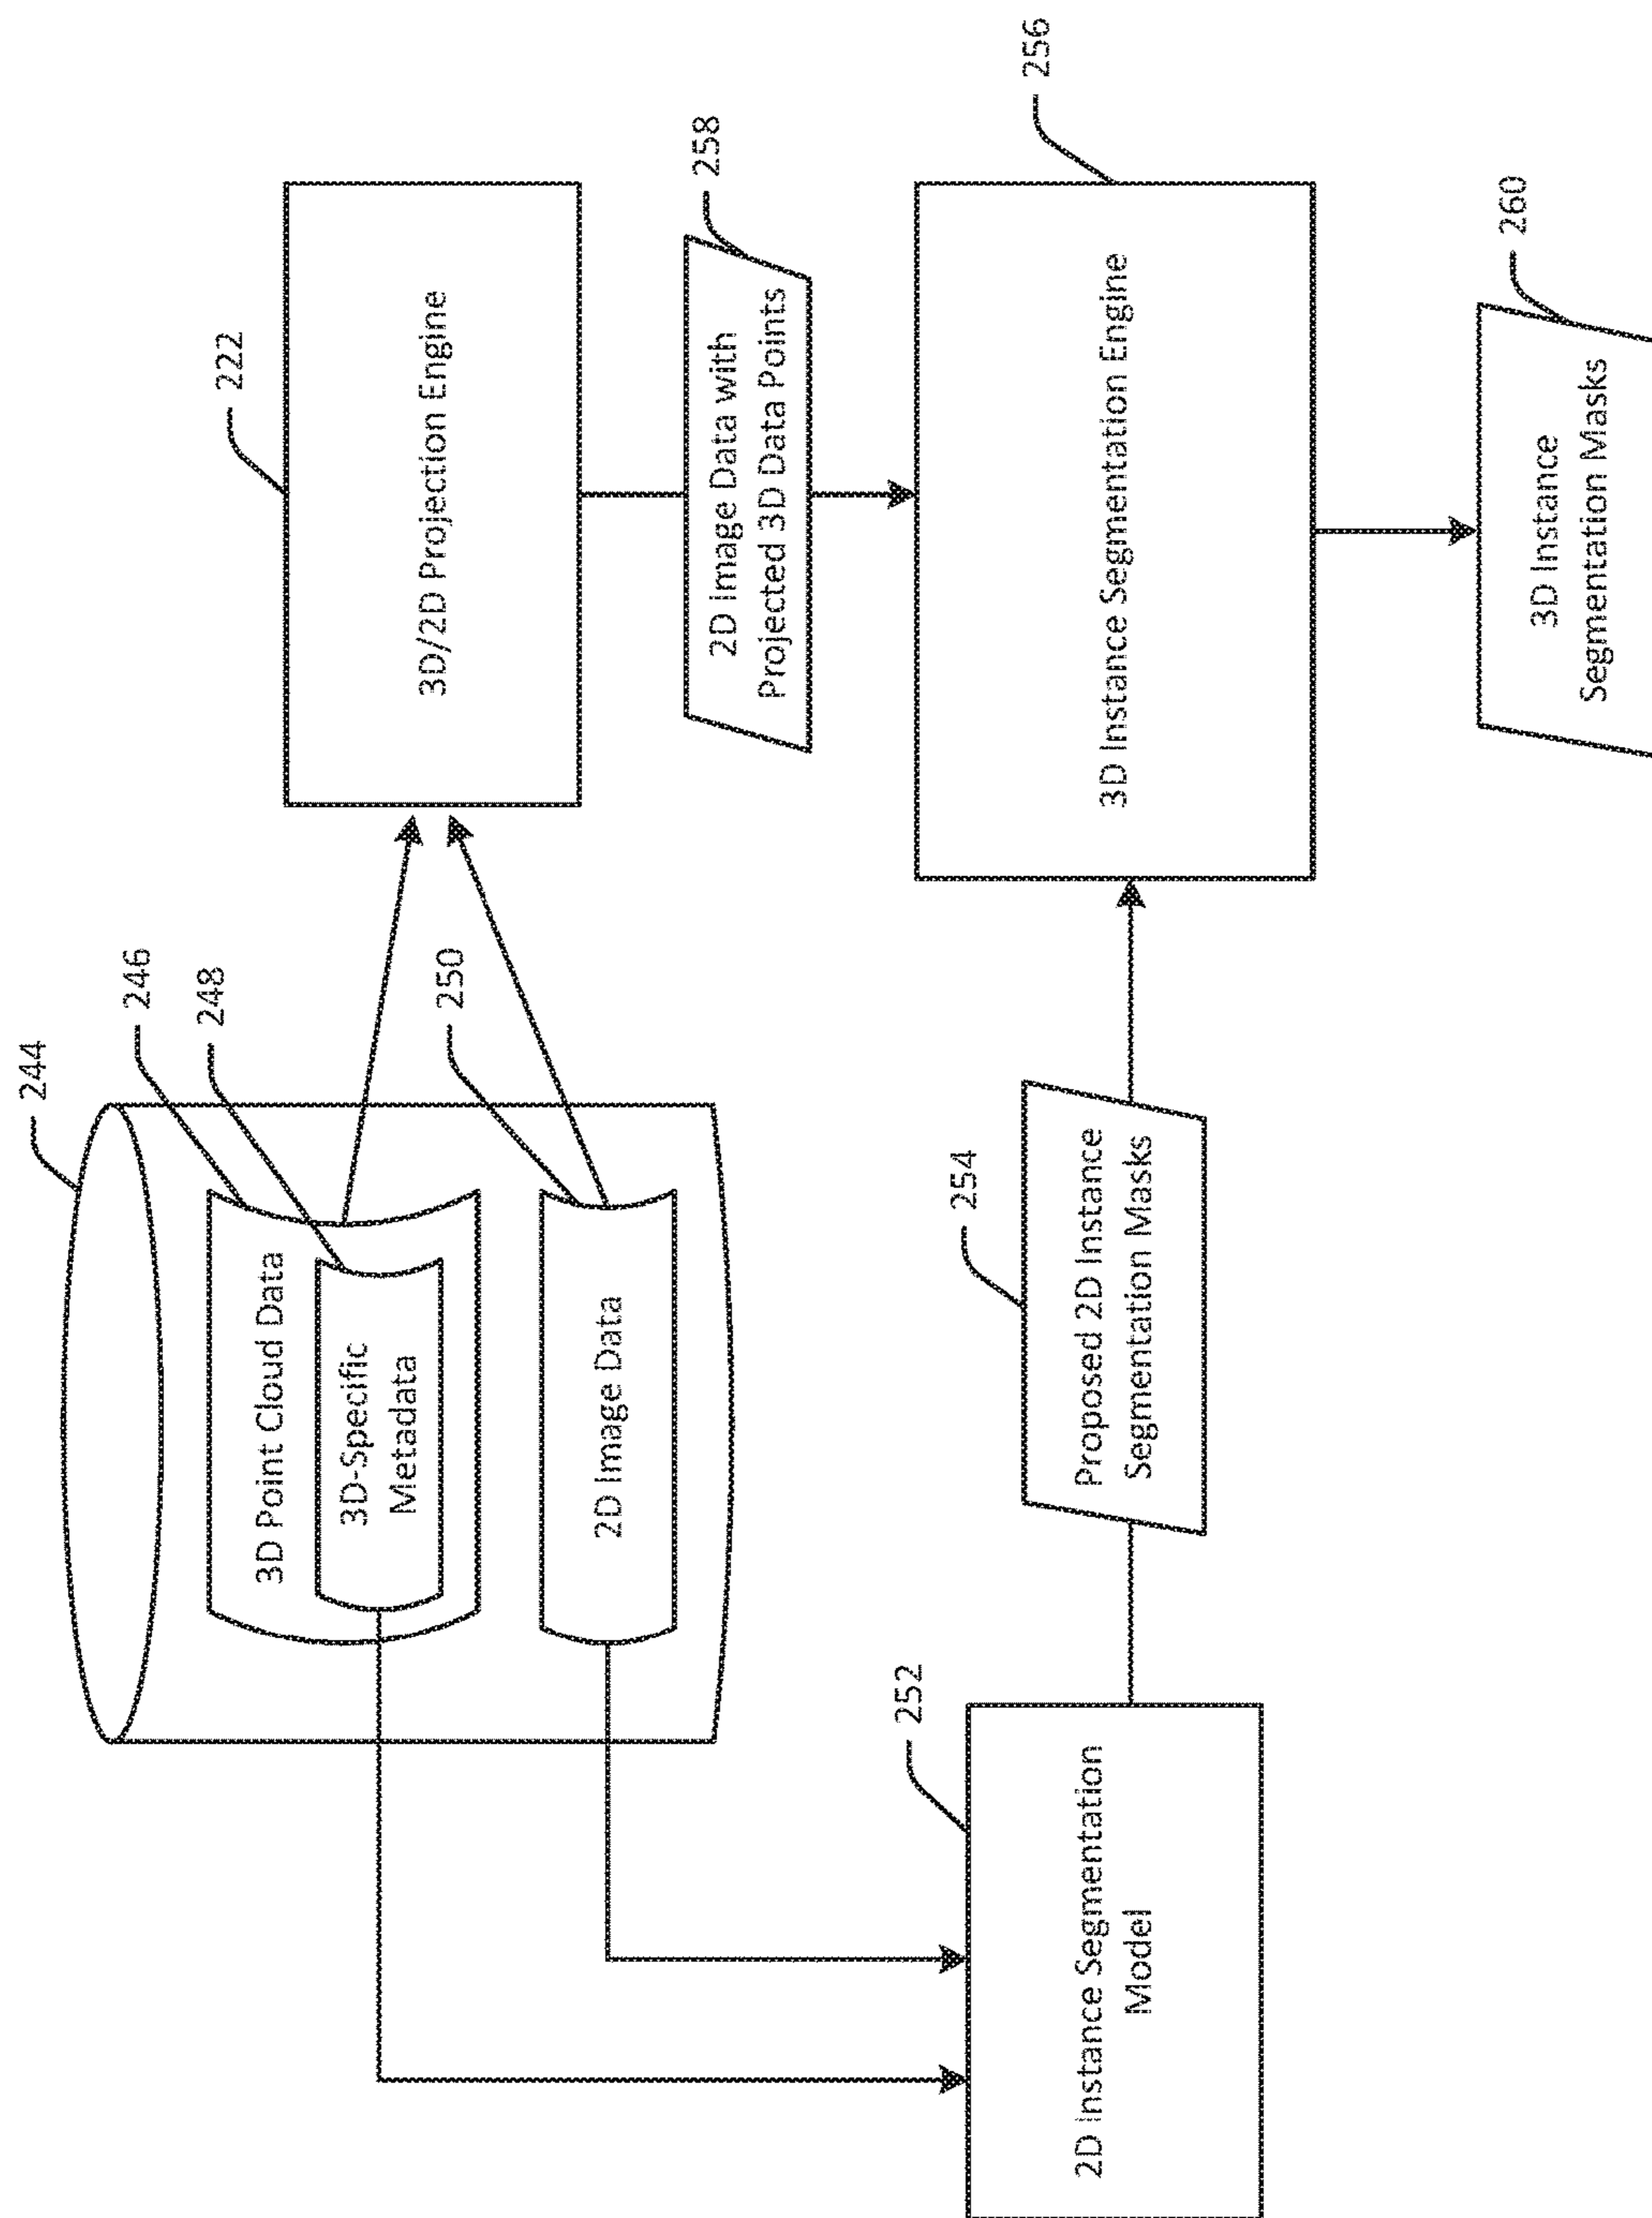 244
246
248
250
3D Point Cloud Data
3D-Specific
Metadata
2D Image Data
222
3D/2D Projection Engine
258
2D Image Data with
Projected 3D Data Points
252
2D Instance Segmentation
Model
254
Proposed 2D Instance
Segmentation Masks
256
3D Instance Segmentation Engine
260
3D Instance
Segmentation Masks